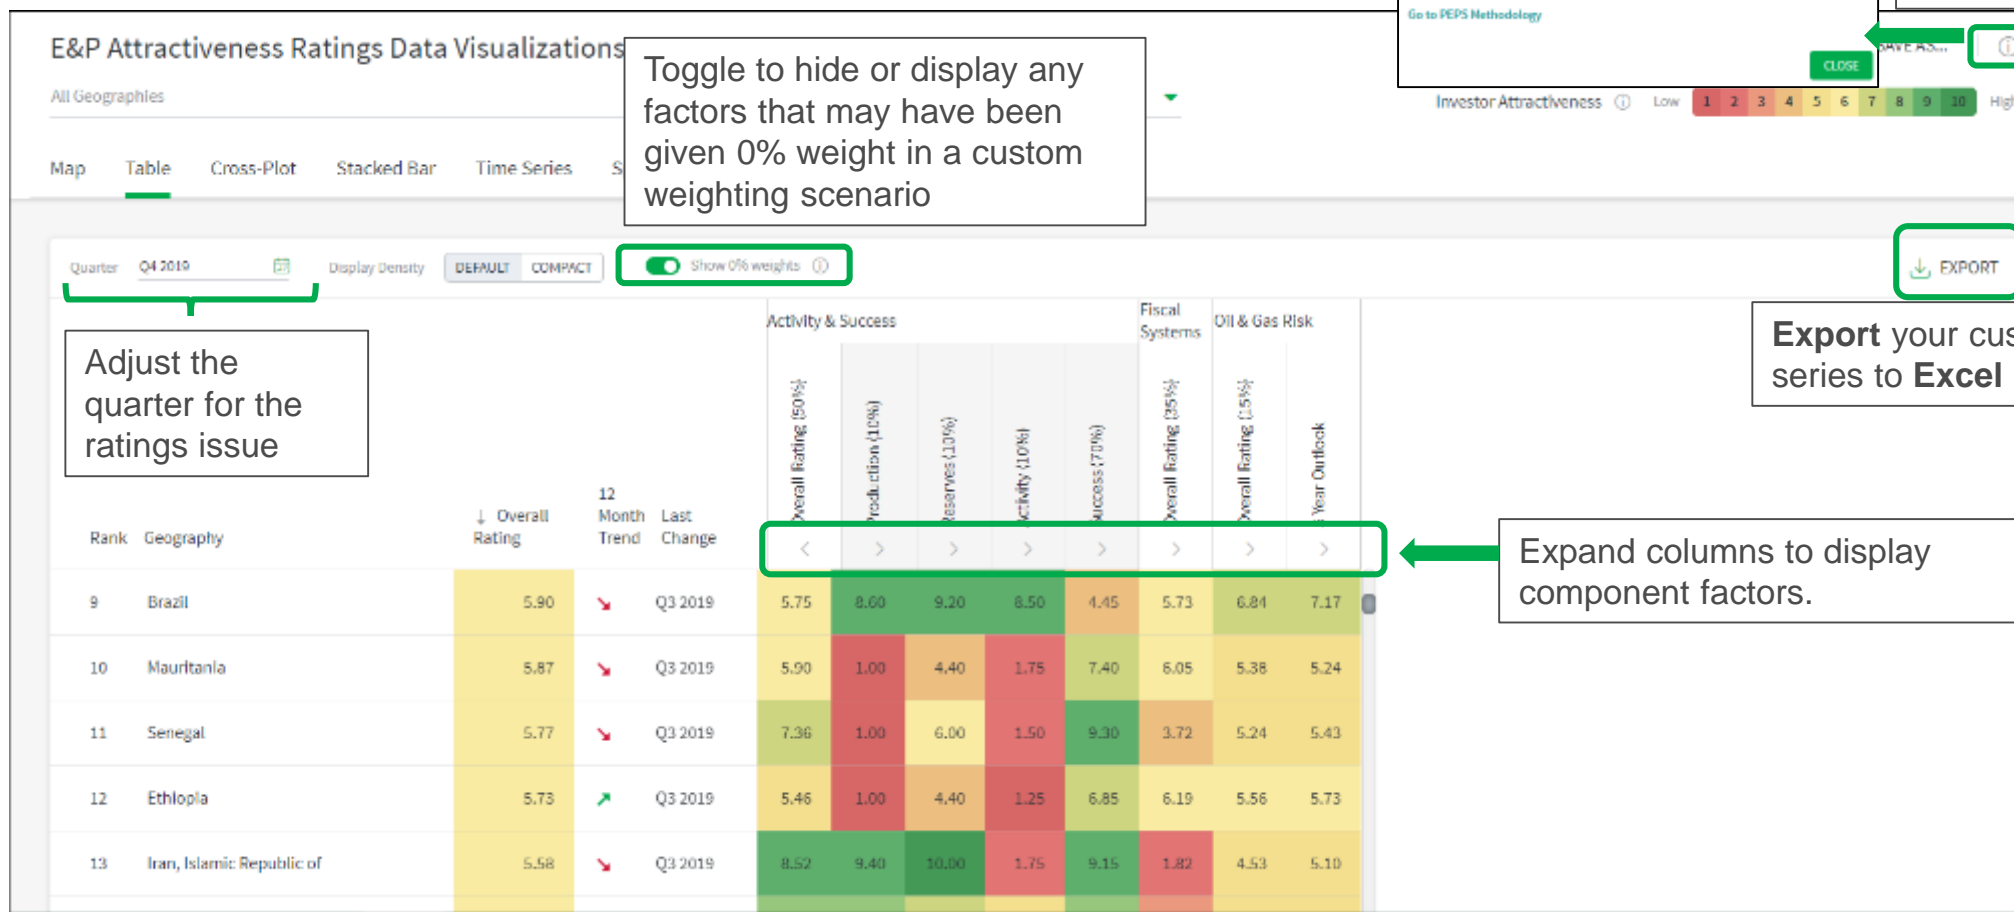 Go to PEPS Methodology
CLOSE
SAVE AS...
E&P Attractiveness Ratings Data Visualizations
All Geographies
Toggle to hide or display any
factors that may have been
given 0% weight in a custom
weighting scenario
Investor Attractiveness Low 1 2 3 4 5 6 7 8 9 10 High
Map Table Cross-Plot Stacked Bar Time Series S
Quarter Q4 2019 Display Density DEFAULT COMPACT Show 0% weights
EXPORT
Export your cus
series to Excel
Adjust the
quarter for the
ratings issue
Activity & Success
Fiscal
Systems
Oil & Gas Risk
Overall Rating (50%)
Production (10%)
Reserves (10%)
Activity (10%)
Success (70%)
Overall Rating (35%)
Overall Rating (15%)
Year Outlook
Rank Geography
↓ Overall
Rating
12
Month
Trend
Last
Change
Expand columns to display
component factors.
9 Brazil 5.90 Q3 2019 5.75 8.60 9.20 8.50 4.45 5.73 6.84 7.17
10 Mauritania 5.87 Q3 2019 5.90 1.00 4.40 1.75 7.40 6.05 5.38 5.24
11 Senegal 5.77 Q3 2019 7.36 1.00 6.00 1.50 9.30 3.72 5.24 5.43
12 Ethiopia 5.73 Q3 2019 5.46 1.00 4.40 1.25 6.85 6.19 5.56 5.73
13 Iran, Islamic Republic of 5.58 Q3 2019 8.52 9.40 10.00 1.75 9.15 1.82 4.53 5.10